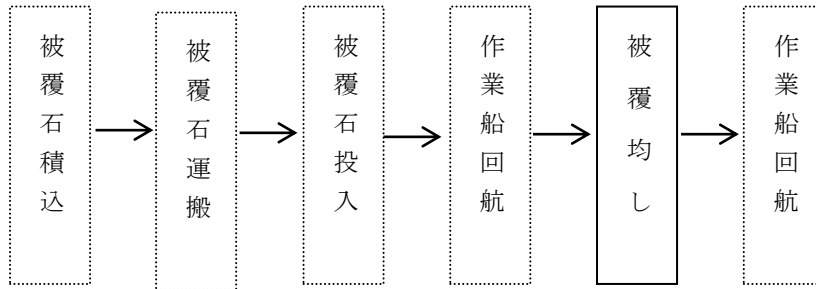 被覆石積込
被覆石運搬
被覆石投入
作業船回航
被覆均し
作業船回航